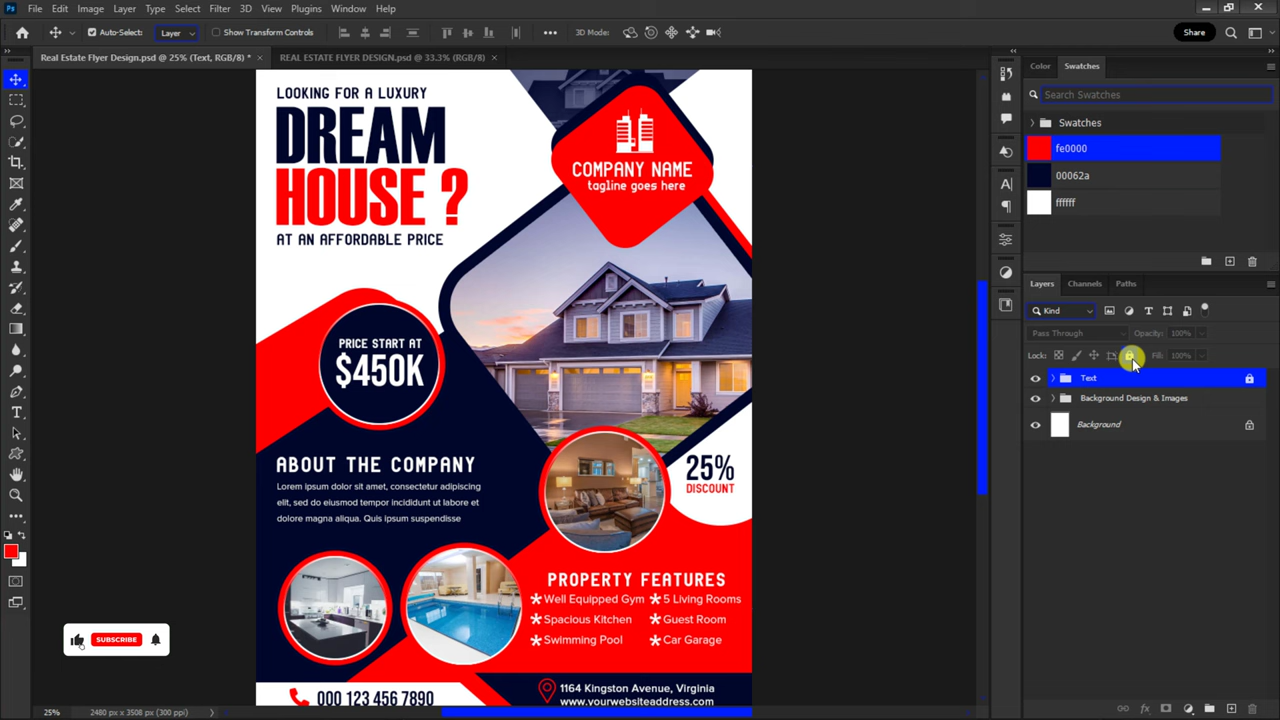 Ps File Edit Image Layer Type Select Filter 3D View Plugins Window Help
Auto-Select: Layer Show Transform Controls 3D Mode: Share
Real Estate Flyer Design.psd @ 25% (Text, RGB/8) * × REAL ESTATE FLYER DESIGN.psd @ 33.3% (RGB/8) ×
Color Swatches
Search Swatches
Swatches
fe0000
00062a
ffffff
Layers Channels Paths
Kind
Pass Through Opacity: 100%
Lock: Fill: 100%
Text
Background Design & Images
Background
LOOKING FOR A LUXURY
DREAM
HOUSE ?
AT AN AFFORDABLE PRICE
COMPANY NAME
tagline goes here
PRICE START AT
$450K
ABOUT THE COMPANY
Lorem ipsum dolor sit amet, consectetur adipiscing
elit, sed do eiusmod tempor incididunt ut labore et
dolore magna aliqua. Quis ipsum suspendisse
25%
DISCOUNT
PROPERTY FEATURES
* Well Equipped Gym * 5 Living Rooms
* Spacious Kitchen * Guest Room
* Swimming Pool * Car Garage
000 123 456 7890
1164 Kingston Avenue, Virginia
www.yourwebsiteaddress.com
SUBSCRIBE
25% 2480 px x 3508 px (300 ppi)